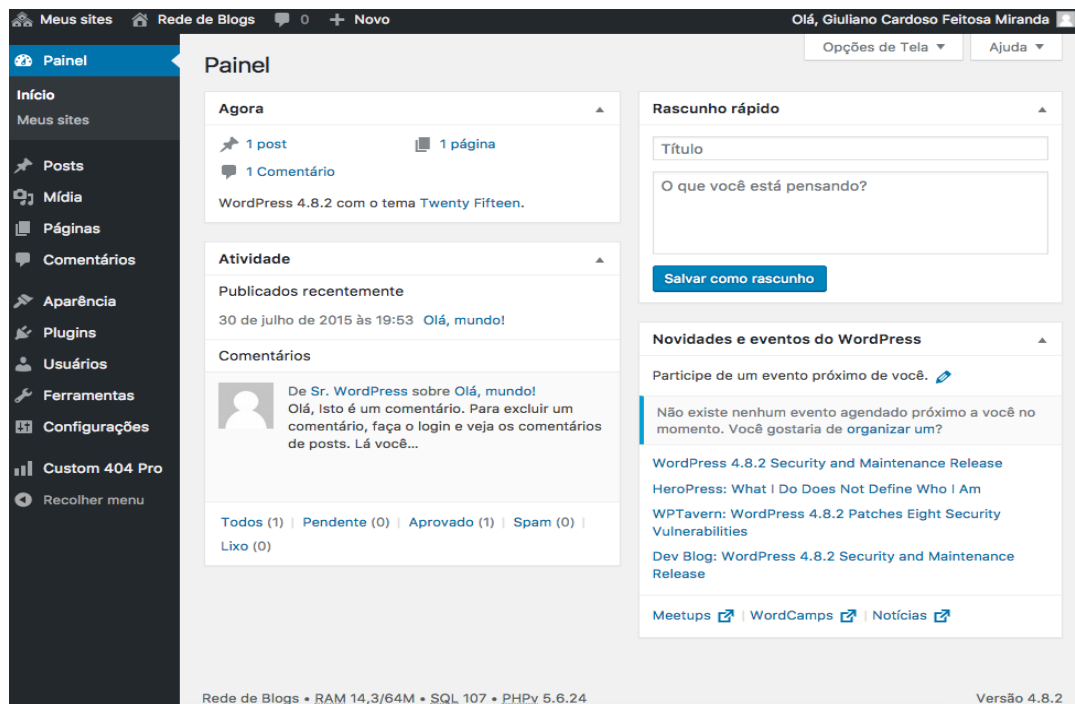 Meus sites Rede de Blogs 0 + Novo Olá, Giuliano Cardoso Feitosa Miranda
Opções de Tela Ajuda
Painel
Início
Meus sites
Posts
Mídia
Páginas
Comentários
Aparência
Plugins
Usuários
Ferramentas
Configurações
Custom 404 Pro
Recolher menu
Painel
Agora
1 post 1 página
1 Comentário
WordPress 4.8.2 com o tema Twenty Fifteen.
Atividade
Publicados recentemente
30 de julho de 2015 às 19:53 Olá, mundo!
Comentários
De Sr. WordPress sobre Olá, mundo!
Olá, Isto é um comentário. Para excluir um
comentário, faça o login e veja os comentários
de posts. Lá você...
Todos (1) | Pendente (0) | Aprovado (1) | Spam (0) |
Lixo (0)
Rascunho rápido
Título
O que você está pensando?
Salvar como rascunho
Novidades e eventos do WordPress
Participe de um evento próximo de você.
Não existe nenhum evento agendado próximo a você no
momento. Você gostaria de organizar um?
WordPress 4.8.2 Security and Maintenance Release
HeroPress: What I Do Does Not Define Who I Am
WPTavern: WordPress 4.8.2 Patches Eight Security
Vulnerabilities
Dev Blog: WordPress 4.8.2 Security and Maintenance
Release
Meetups | WordCamps | Notícias
Rede de Blogs • RAM 14,3/64M • SQL 107 • PHPv 5.6.24 Versão 4.8.2